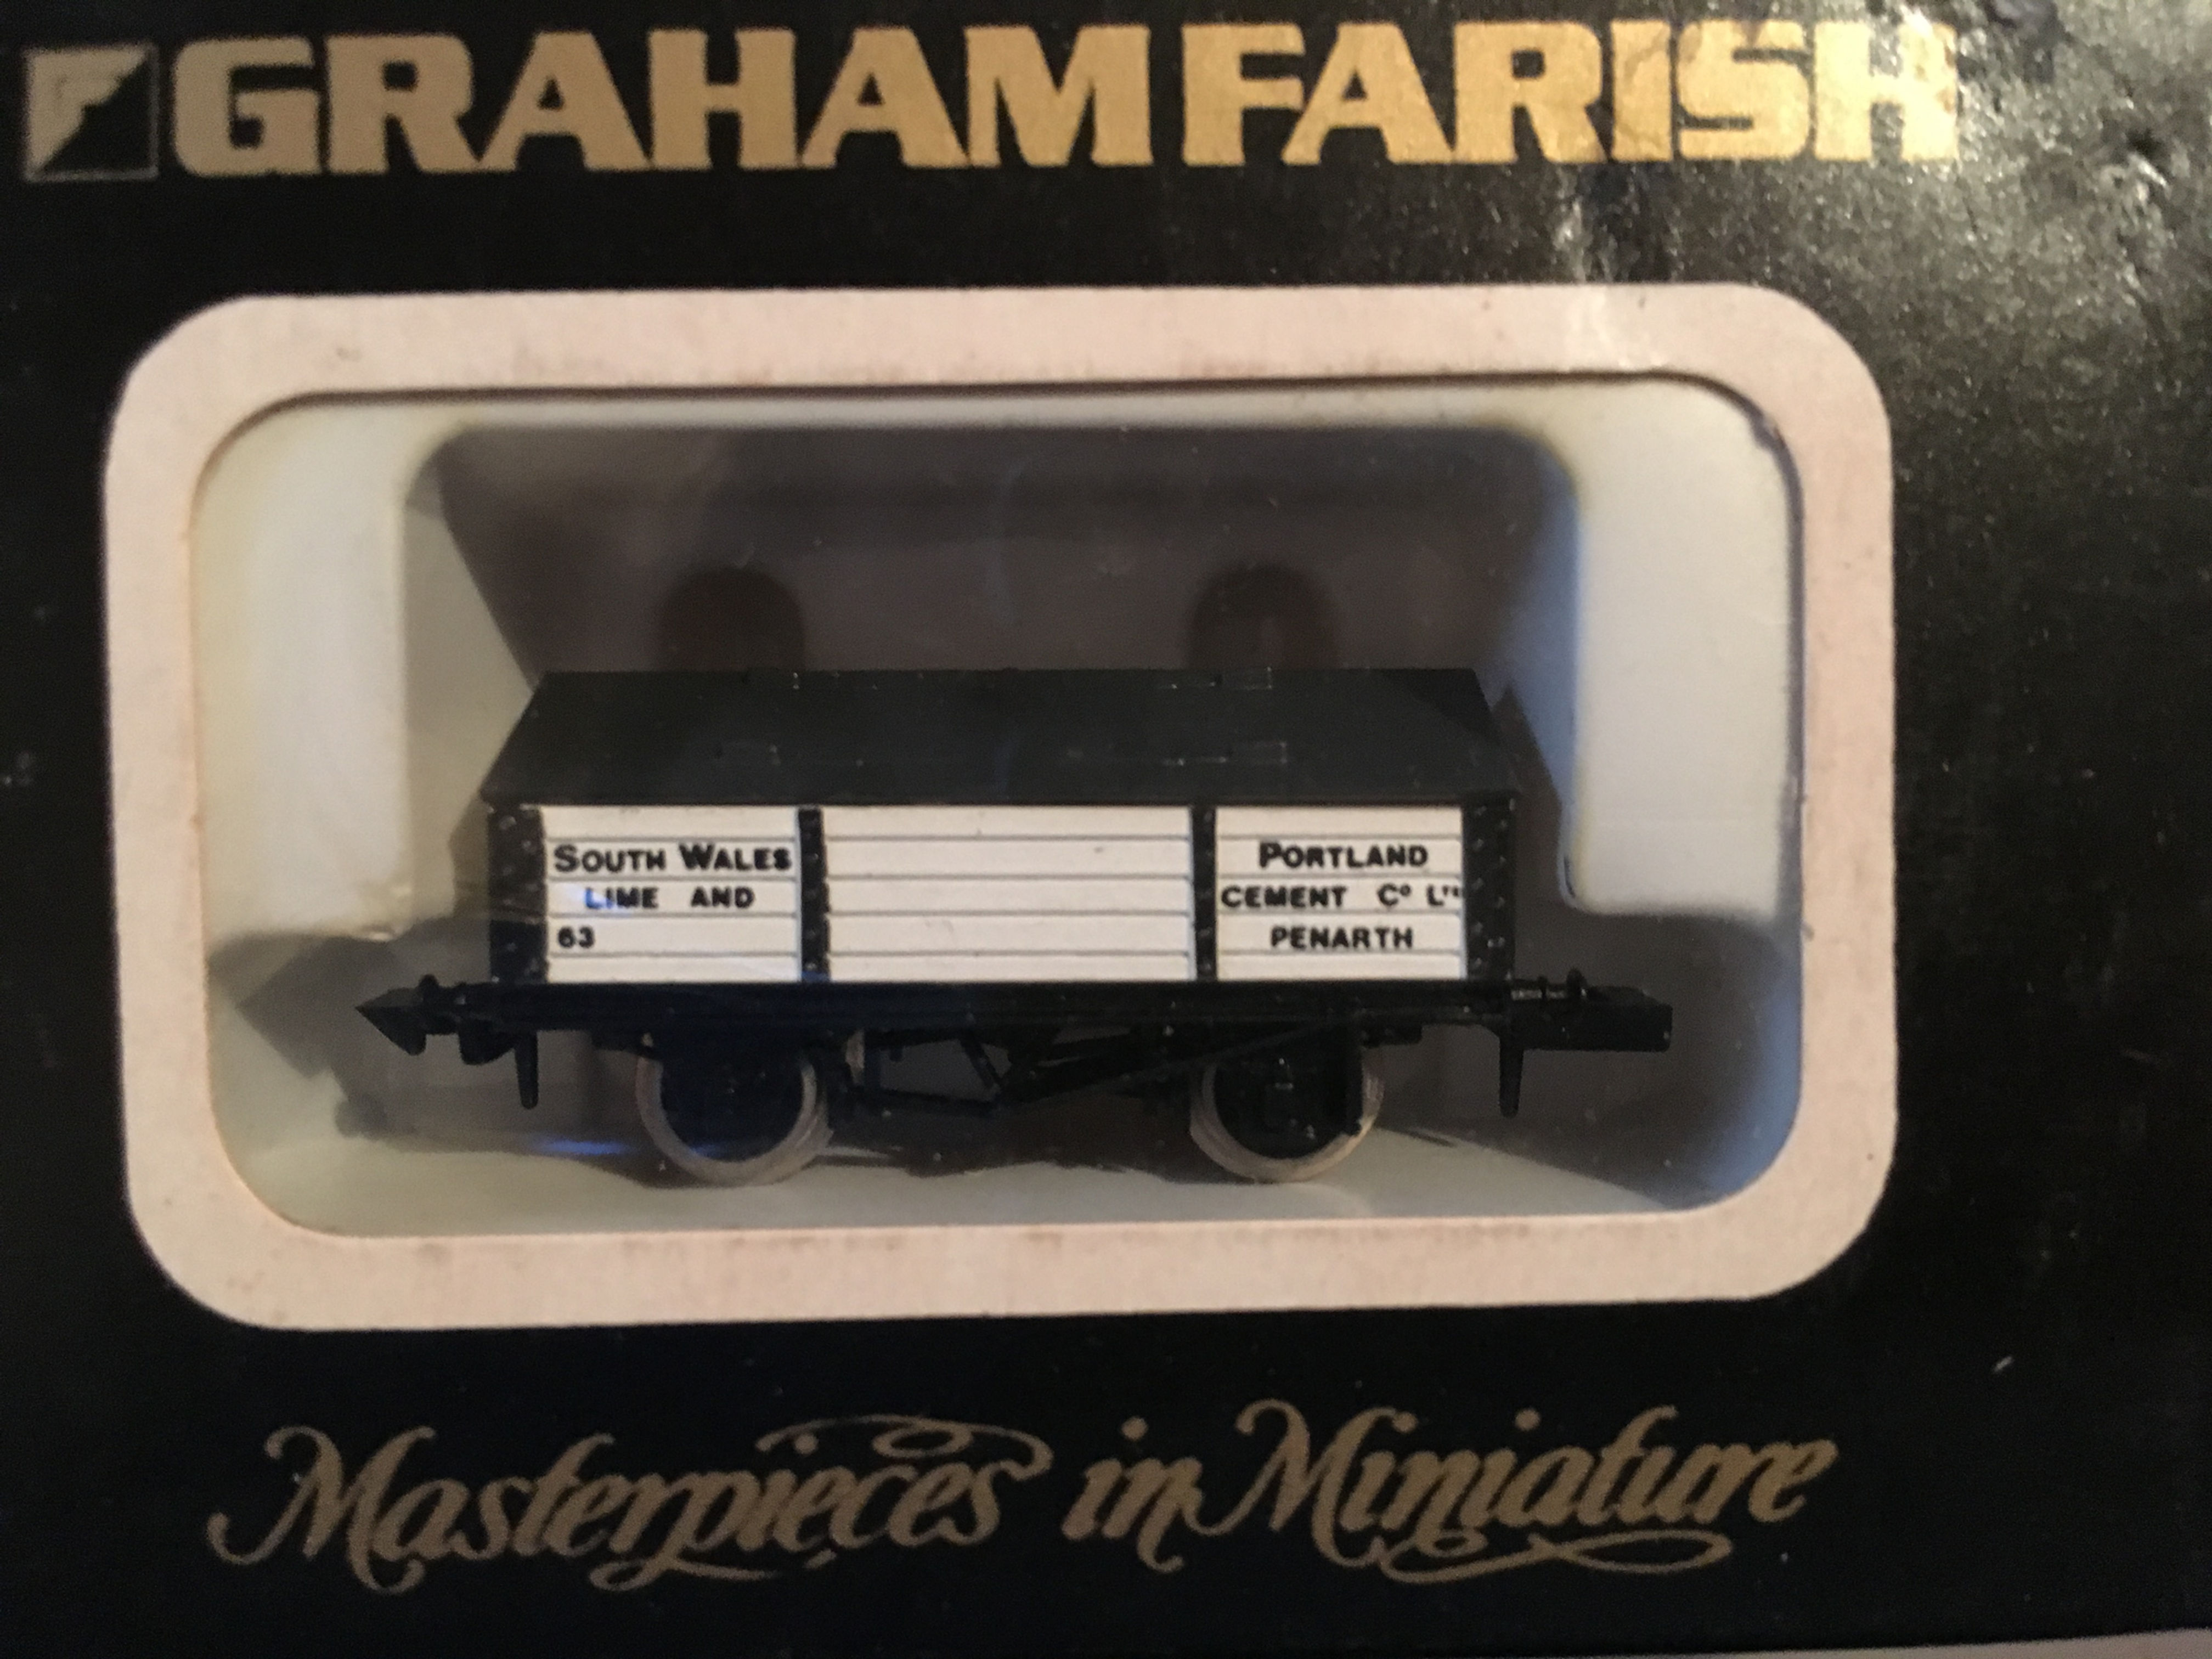 GRAHAM FARISH
SOUTH WALES
LIME AND
63
PORTLAND
CEMENT Cº Lᵀᴰ
PENARTH
Masterpieces in Miniature